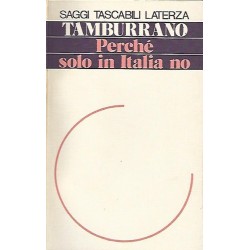 SAGGI TASCABILI LATERZA
TAMBURRANO
Perché
solo in Italia no